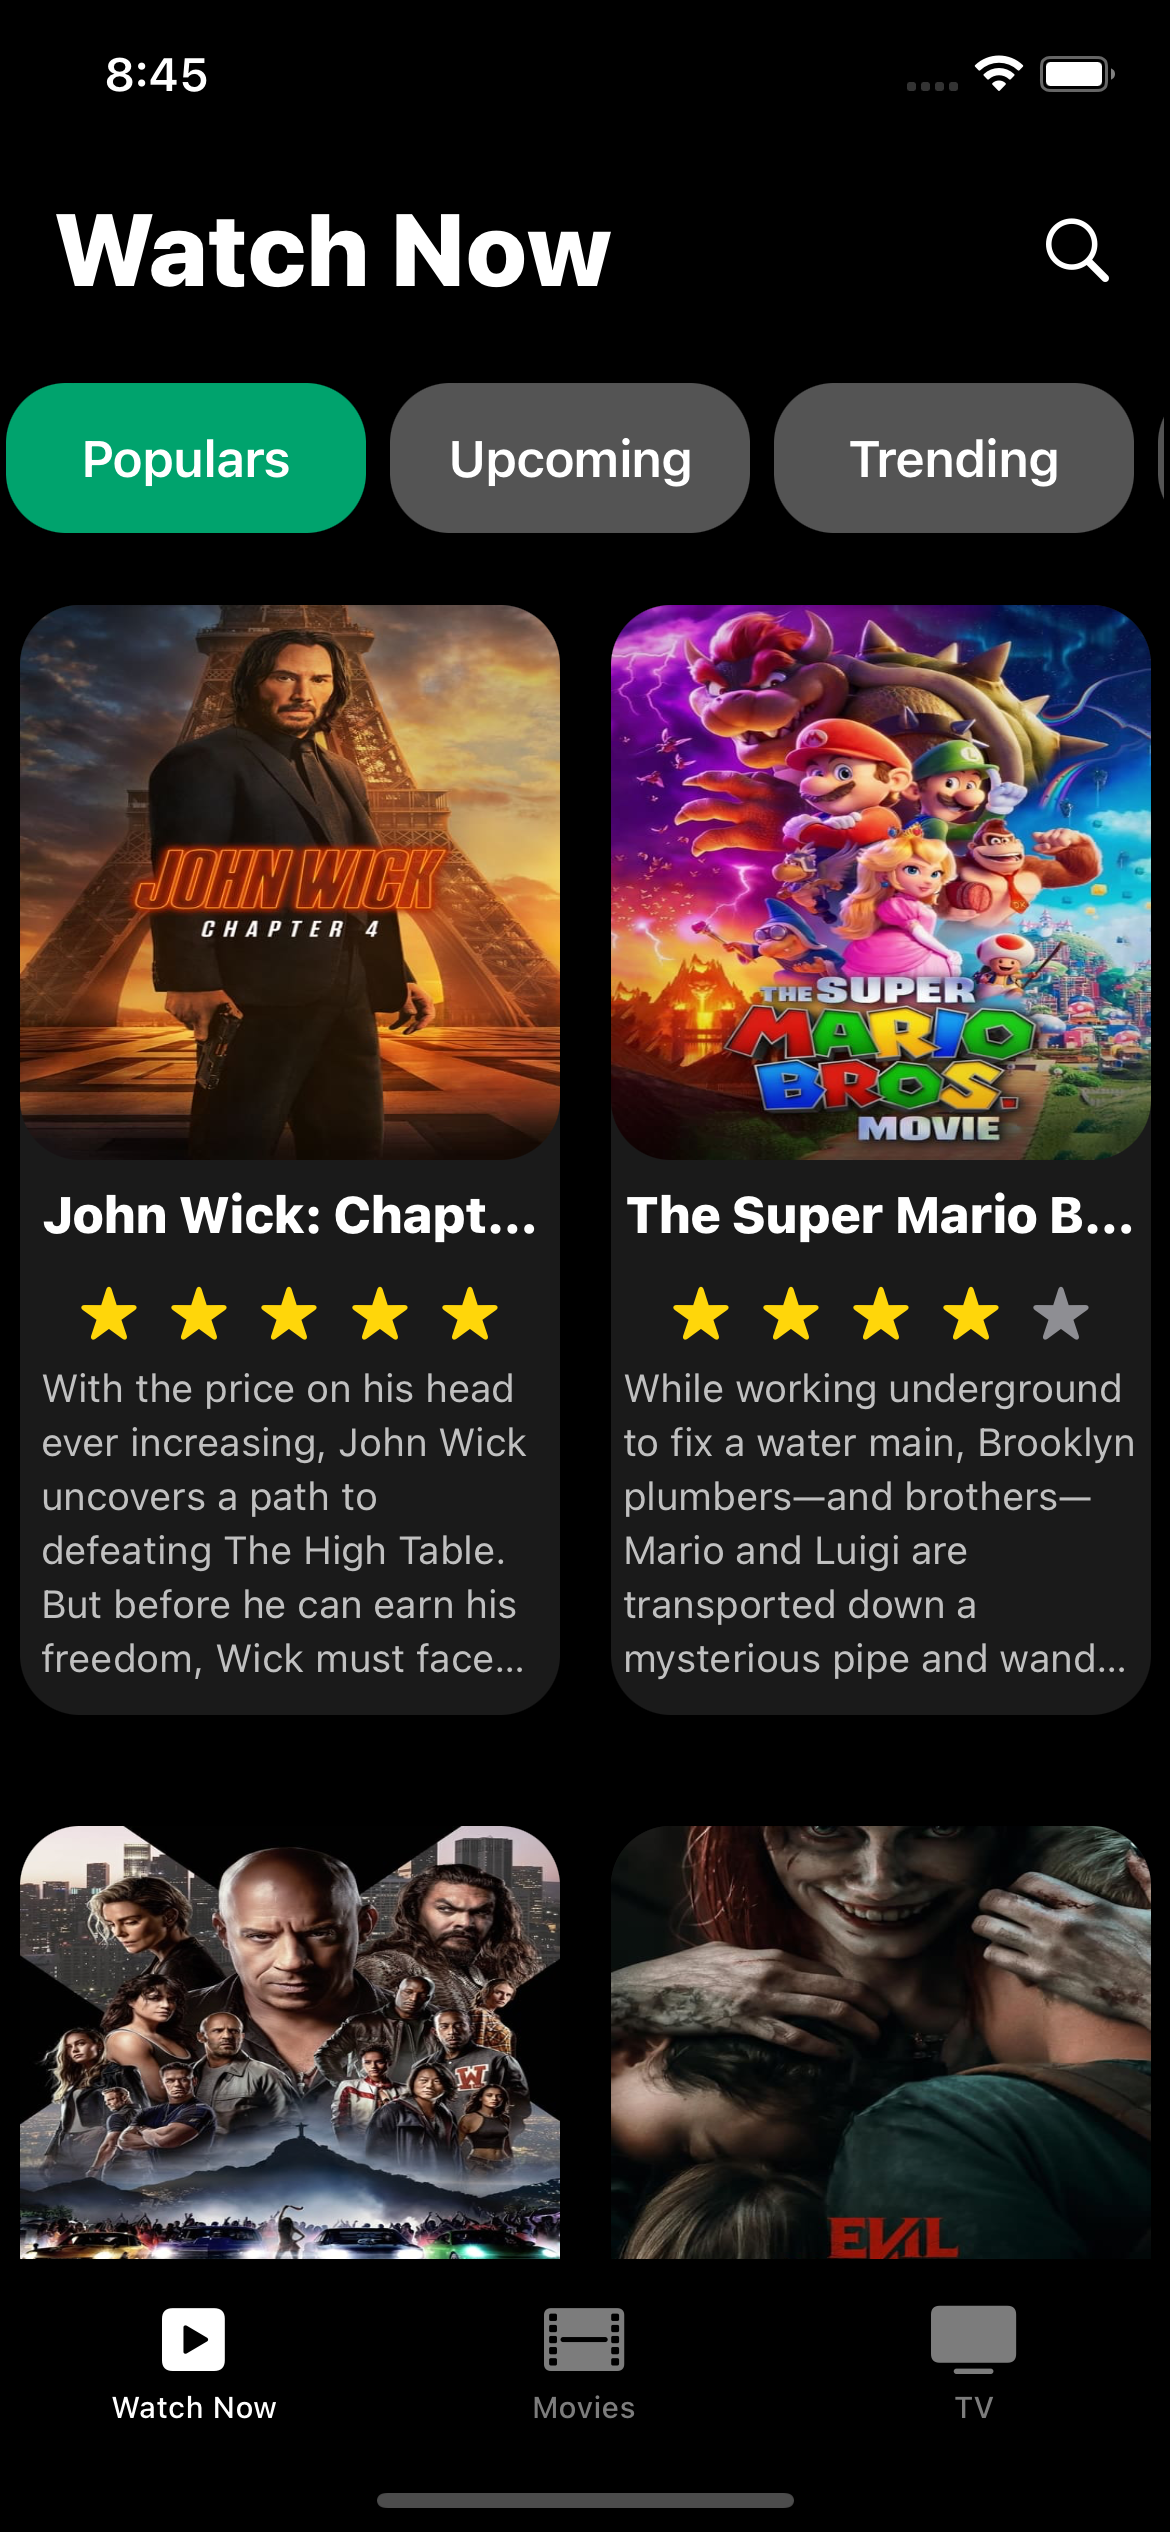 8:45
Watch Now
Populars
Upcoming
Trending
JOHN WICK
CHAPTER 4
THE SUPER
MARIO
BROS.
MOVIE
John Wick: Chapt...
The Super Mario B...
With the price on his head
ever increasing, John Wick
uncovers a path to
defeating The High Table.
But before he can earn his
freedom, Wick must face...
While working underground
to fix a water main, Brooklyn
plumbers—and brothers—
Mario and Luigi are
transported down a
mysterious pipe and wand...
W
EVIL
Watch Now
Movies
TV